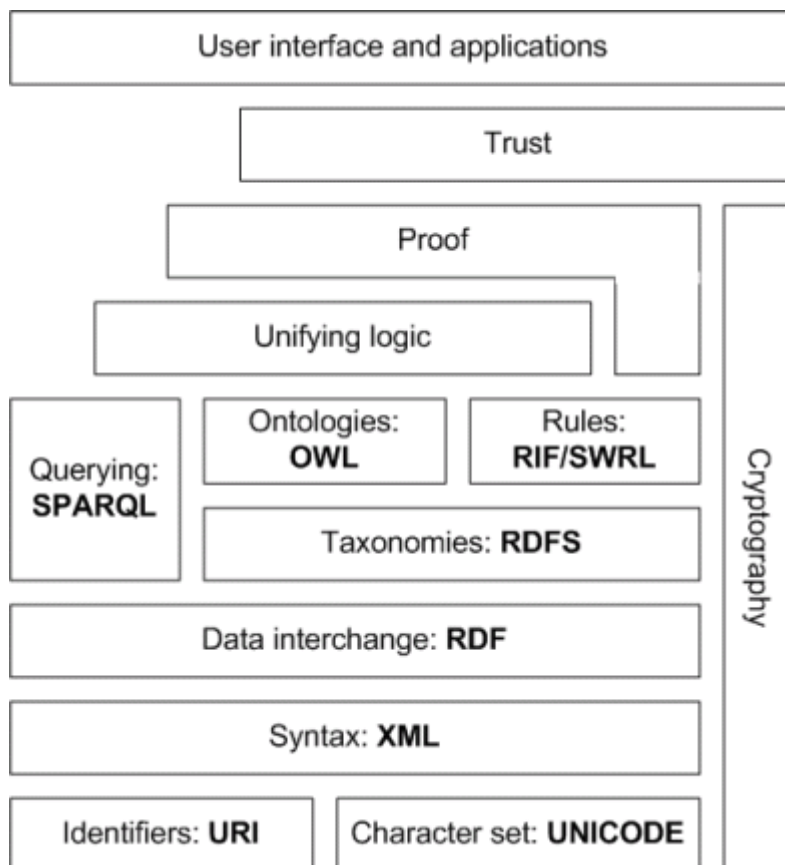 User interface and applications
Trust
Proof
Unifying logic
Querying:
SPARQL
Ontologies:
OWL
Rules:
RIF/SWRL
Taxonomies: RDFS
Cryptography
Data interchange: RDF
Syntax: XML
Identifiers: URI
Character set: UNICODE